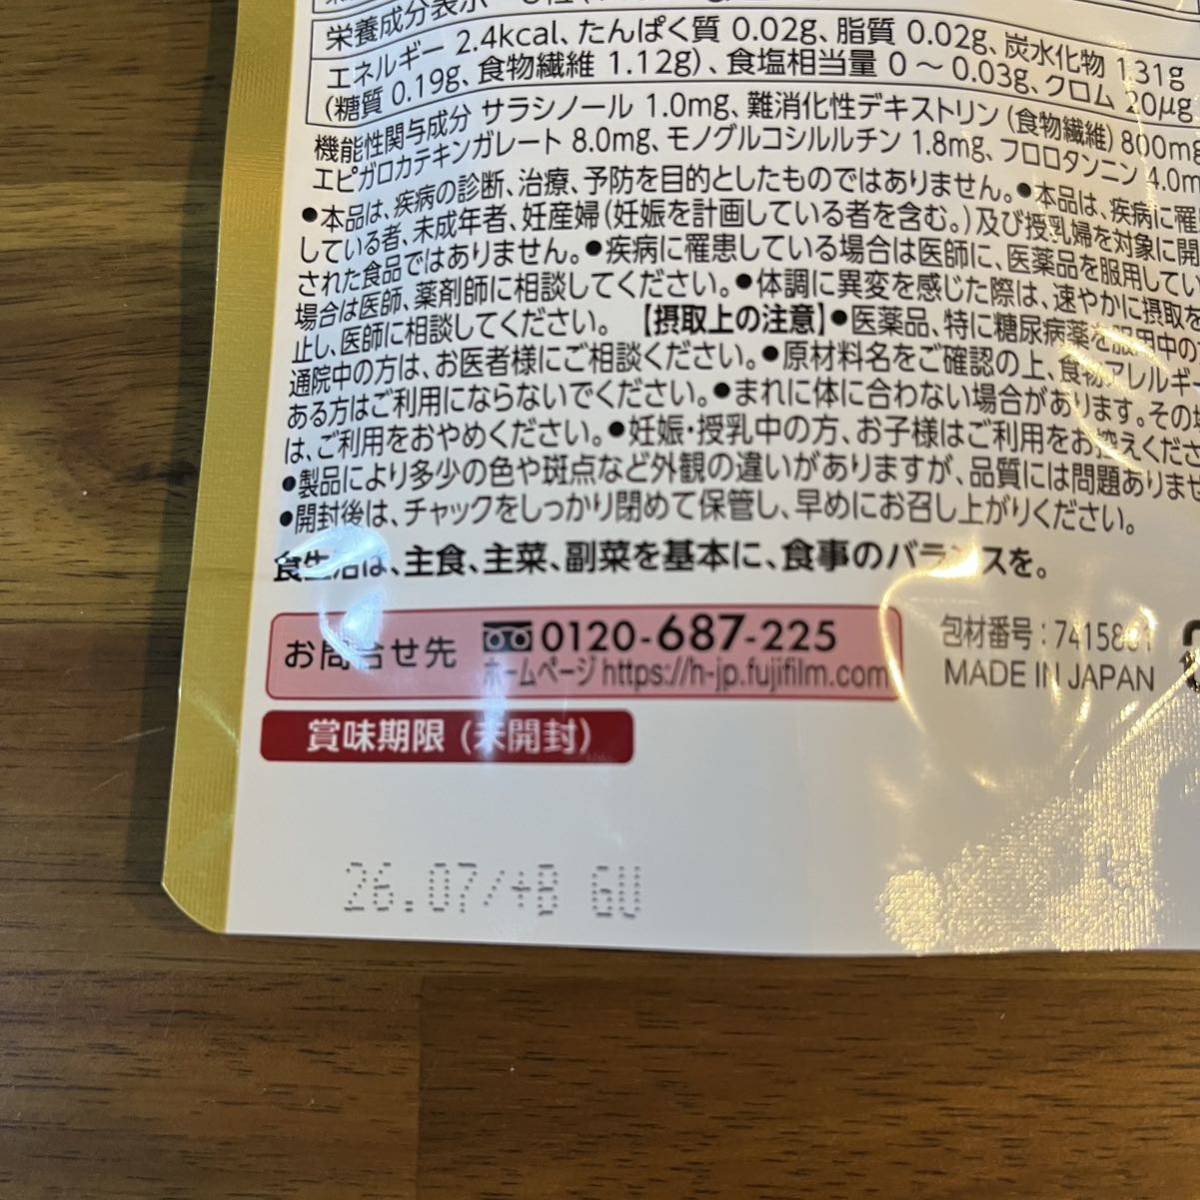 エネルギー 2.4kcal、たんぱく質 0.02g、脂質 0.02g、炭水化物 1.31g
(糖質 0.19g、食物繊維 1.12g)、食塩相当量 0～0.03g、クロム 20μg
機能性関与成分 サラシノール 1.0mg、難消化性デキストリン(食物繊維) 800mg
エピガロカテキンガレート 8.0mg、モノグルコシルルチン 1.8mg、フロロタンニン 4.0m
●本品は、疾病の診断、治療、予防を目的としたものではありません。●本品は、疾病に罹
している者、未成年者、妊産婦(妊娠を計画している者を含む。)及び授乳婦を対象に開
された食品ではありません。●疾病に罹患している場合は医師に、医薬品を服用してい
場合は医師、薬剤師に相談してください。●体調に異変を感じた際は、速やかに摂取を
止し、医師に相談してください。【摂取上の注意】●医薬品、特に糖尿病薬を服用中の
通院中の方は、お医者様にご相談ください。●原材料名をご確認の上、食物アレルギー
ある方はご利用にならないでください。●まれに体に合わない場合があります。その
は、ご利用をおやめください。●妊娠・授乳中の方、お子様はご利用をお控えくださ
●製品により多少の色や斑点など外観の違いがありますが、品質には問題ありませ
●開封後は、チャックをしっかり閉めて保管し、早めにお召し上がりください。
食生活は、主食、主菜、副菜を基本に、食事のバランスを。
お問合せ先
0120-687-225
ホームページ https://h-jp.fujifilm.com
包材番号:7415801
MADE IN JAPAN
賞味期限(未開封)
26.07/+B GU